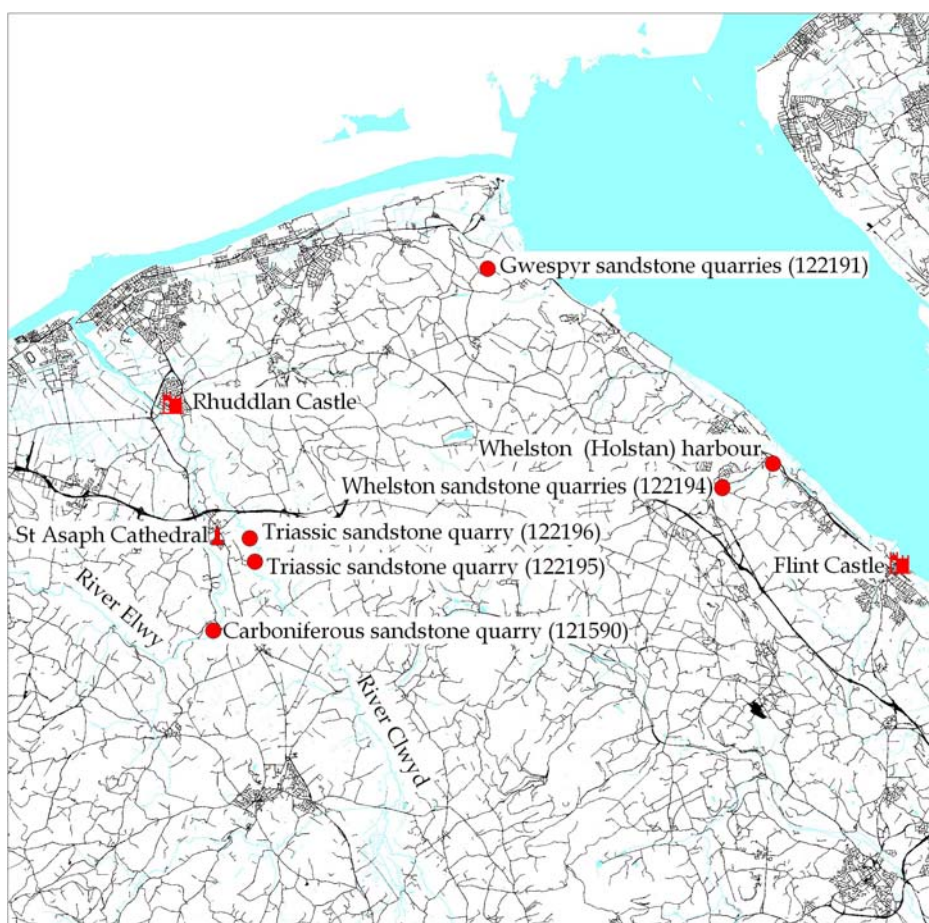 Gwespyr sandstone quarries (122191)
Rhuddlan Castle
Whelston (Holstan) harbour
Whelston sandstone quarries (122194)
St Asaph Cathedral
Triassic sandstone quarry (122196)
Triassic sandstone quarry (122195)
Flint Castle
River Elwy
Carboniferous sandstone quarry (121590)
River Clwyd